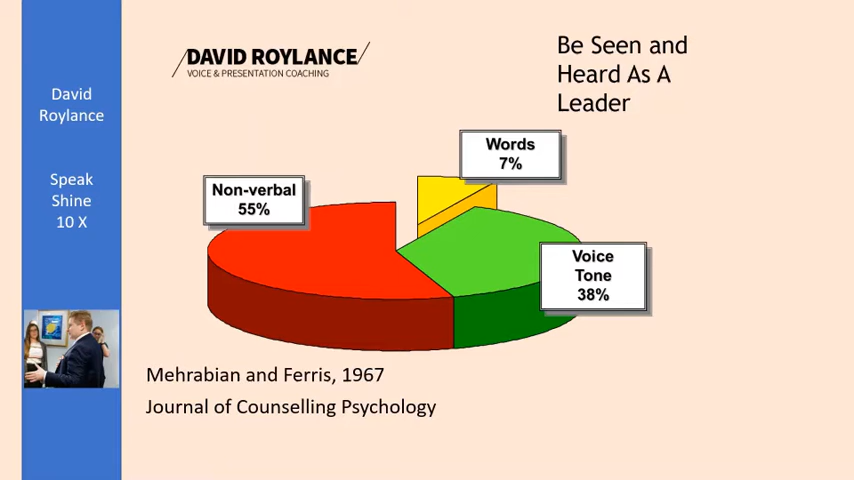 David
Roylance
Speak
Shine
10 X
DAVID ROYLANCE
VOICE & PRESENTATION COACHING
Be Seen and
Heard As A
Leader
Words
7%
Non-verbal
55%
Voice
Tone
38%
Mehrabian and Ferris, 1967
Journal of Counselling Psychology